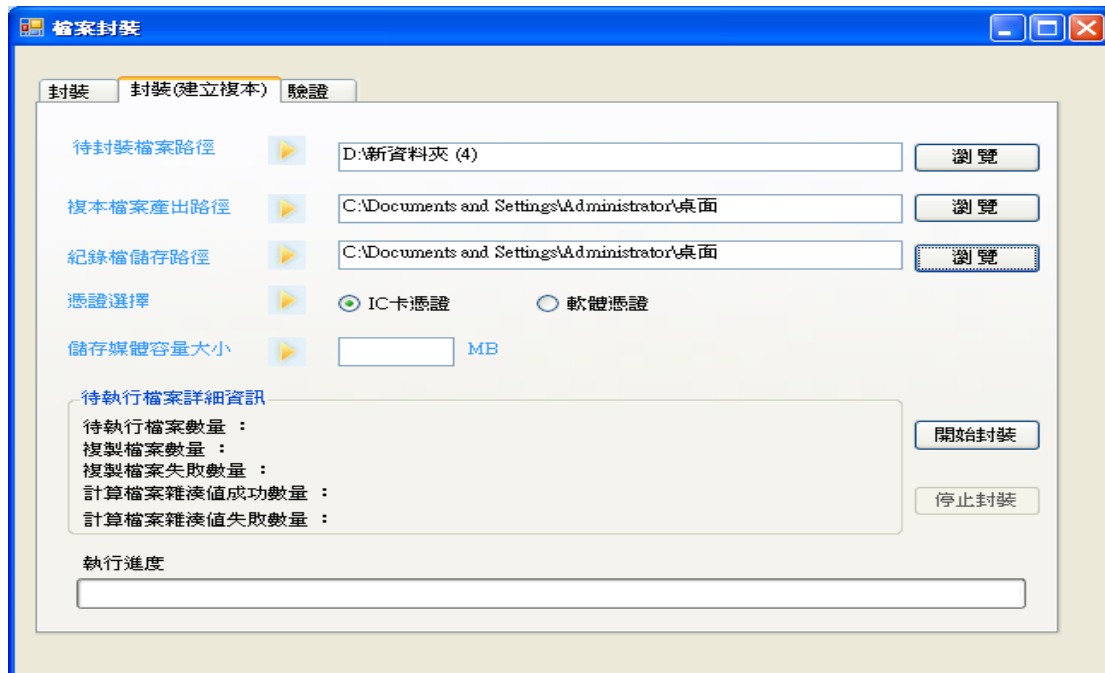 檔案封裝
封裝 封裝(建立複本) 驗證
待封裝檔案路徑 D:\新資料夾 (4) 瀏覽
複本檔案產出路徑 C:\Documents and Settings\Administrator\桌面 瀏覽
紀錄檔儲存路徑 C:\Documents and Settings\Administrator\桌面 瀏覽
憑證選擇 IC卡憑證 軟體憑證
儲存媒體容量大小 MB
待執行檔案詳細資訊
待執行檔案數量 :
開始封裝
複製檔案數量 :
複製檔案失敗數量 :
計算檔案雜湊值成功數量 :
停止封裝
計算檔案雜湊值失敗數量 :
執行進度